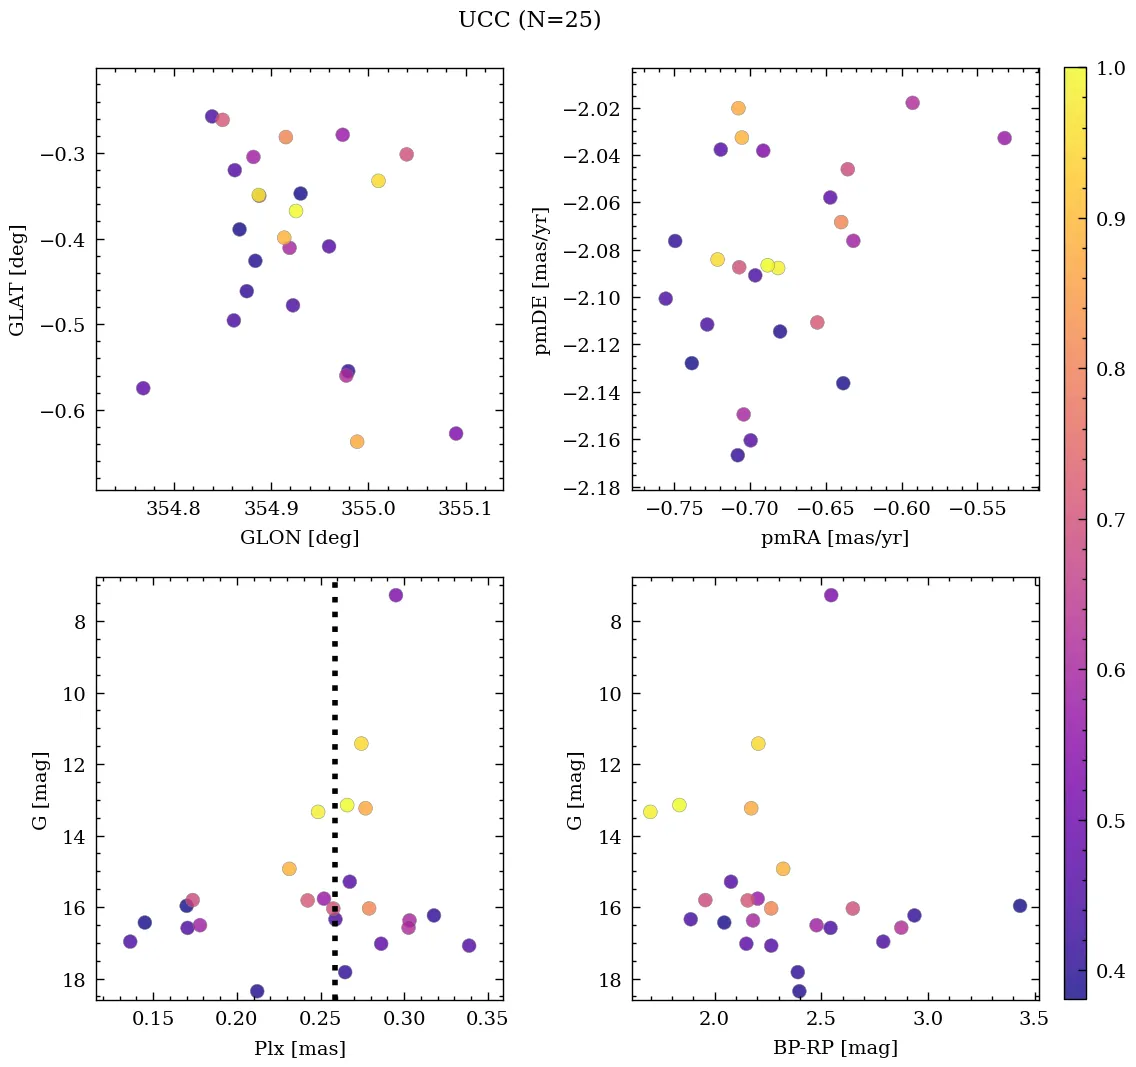 UCC (N=25)
−0.3
−0.4
−0.5
−0.6
GLAT [deg]
354.8 354.9 355.0 355.1
GLON [deg]
−2.02
−2.04
−2.06
−2.08
−2.10
−2.12
−2.14
−2.16
−2.18
pmDE [mas/yr]
−0.75 −0.70 −0.65 −0.60 −0.55
pmRA [mas/yr]
8
10
12
14
16
18
G [mag]
0.15 0.20 0.25 0.30 0.35
Plx [mas]
8
10
12
14
16
18
G [mag]
2.0 2.5 3.0 3.5
BP-RP [mag]
1.0
0.9
0.8
0.7
0.6
0.5
0.4